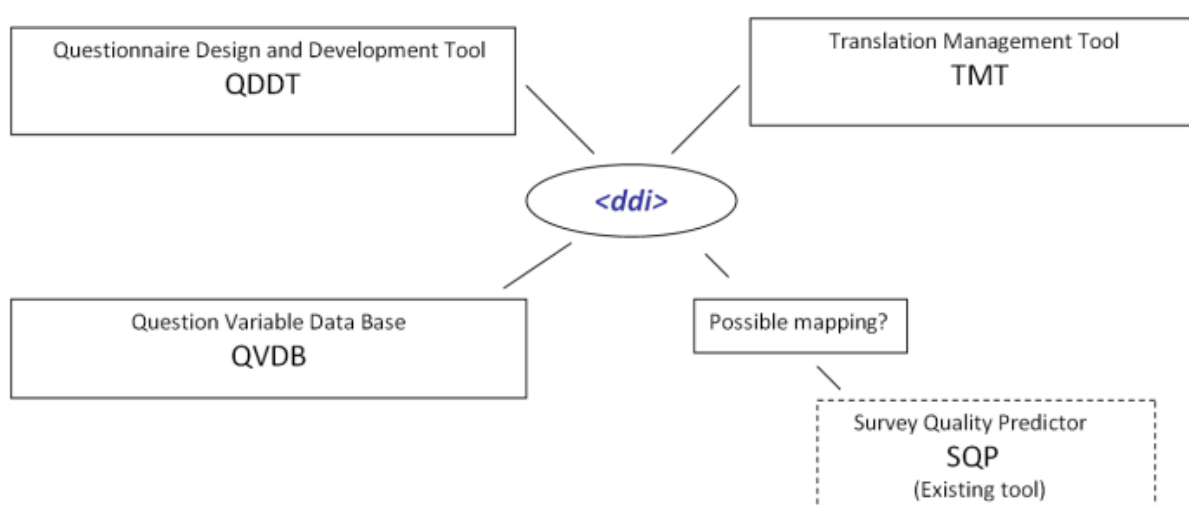 Questionnaire Design and Development Tool
QDDT
Translation Management Tool
TMT
<ddi>
Question Variable Data Base
QVDB
Possible mapping?
Survey Quality Predictor
SQP
(Existing tool)